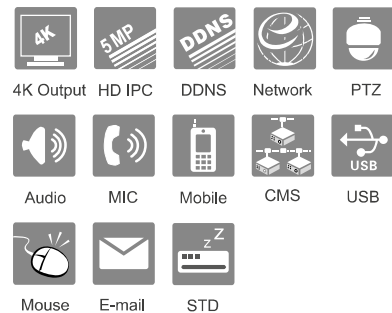 4K 5MP DDNS
4K Output HD IPC DDNS Network PTZ
USB
Audio MIC Mobile CMS USB
z Z
Mouse E-mail STD